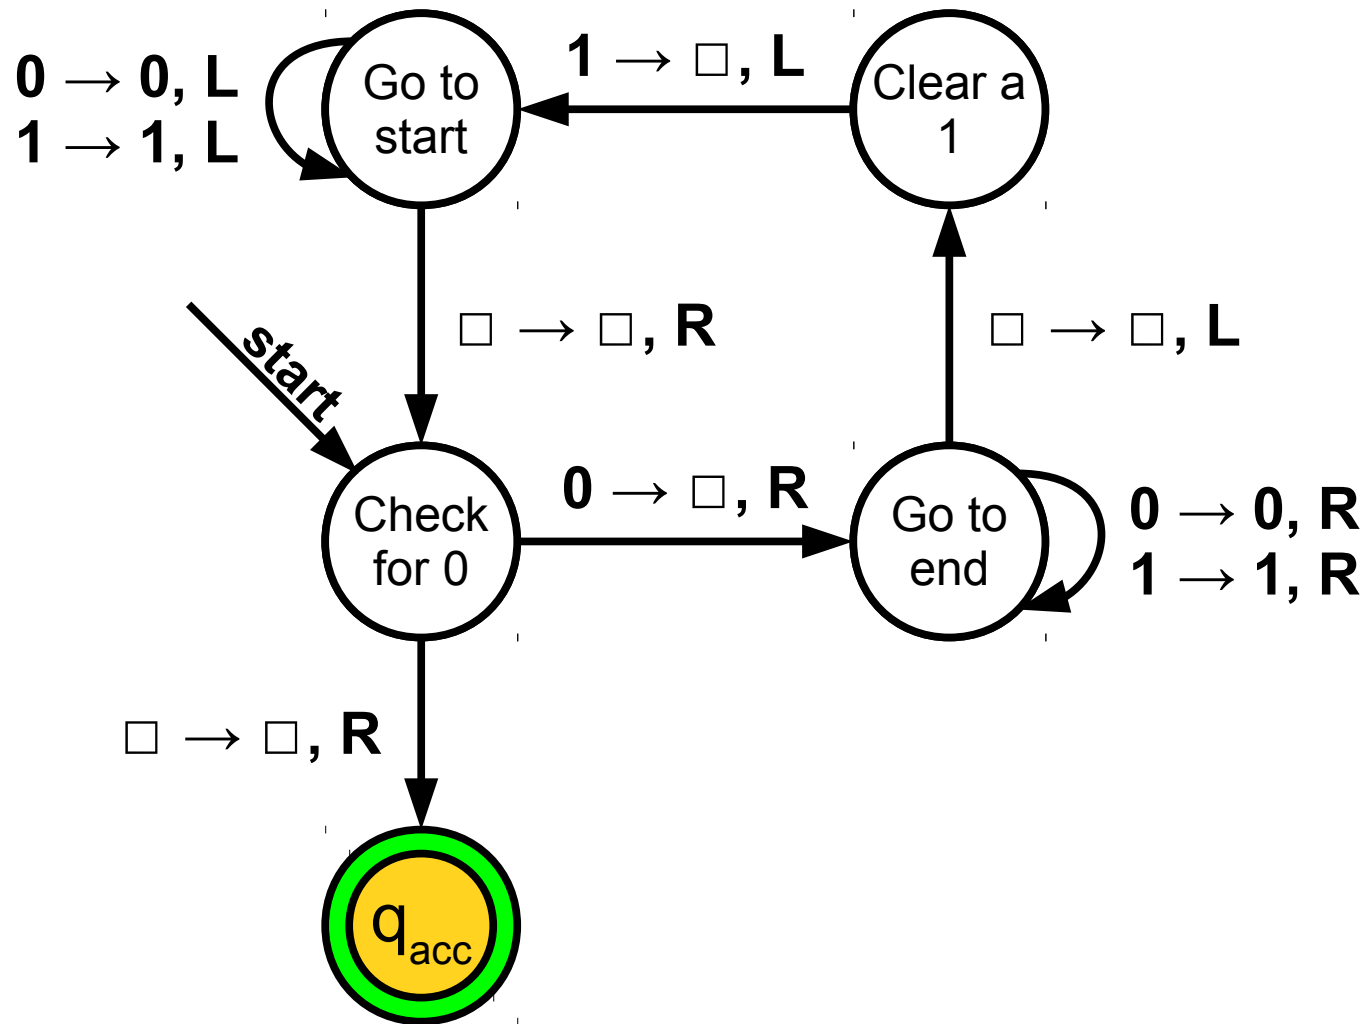 0 → 0, L
1 → 1, L
Go to
start
1 → □, L
Clear a
1
□ → □, R
□ → □, L
start
Check
for 0
0 → □, R
Go to
end
0 → 0, R
1 → 1, R
□ → □, R
qacc